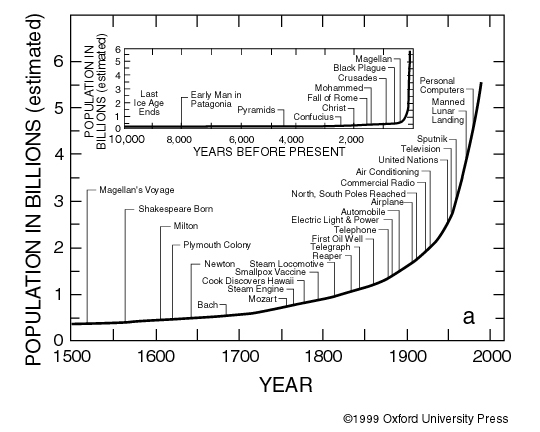 POPULATION IN BILLIONS (estimated)
6
5
4
3
2
1
0
1500
1600
1700
1800
1900
2000
YEAR
POPULATION IN
BILLIONS (estimated)
6
5
4
3
2
1
0
10,000
8,000
6,000
4,000
2,000
YEARS BEFORE PRESENT
Last
Ice Age
Ends
Early Man in
Patagonia
Pyramids
Magellan
Black Plague
Crusades
Mohammed
Fall of Rome
Christ
Confucius
Magellan's Voyage
Shakespeare Born
Milton
Plymouth Colony
Newton
Bach
Personal
Computers
Manned
Lunar
Landing
Sputnik
Television
United Nations
Air Conditioning
Commercial Radio
North, South Poles Reached
Airplane
Automobile
Electric Light & Power
Telephone
First Oil Well
Telegraph
Reaper
Steam Locomotive
Smallpox Vaccine
Cook Discovers Hawaii
Steam Engine
Mozart
a
©1999 Oxford University Press